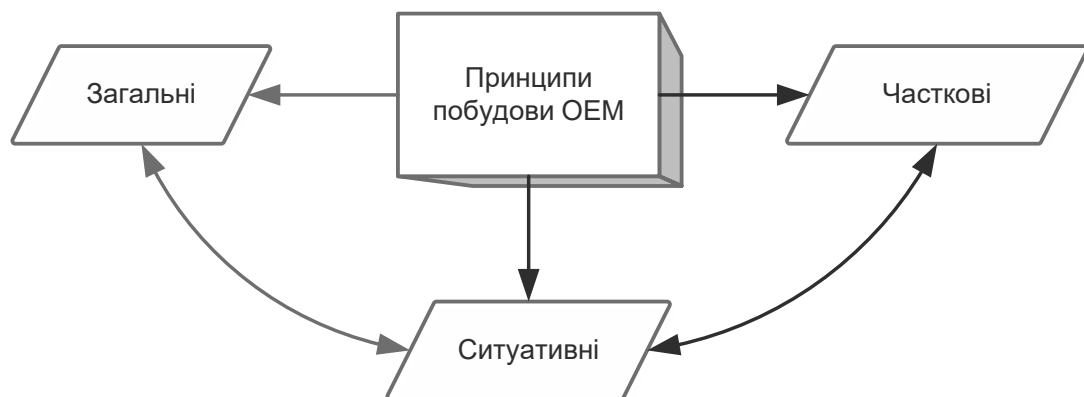 Принципи
побудови ОЕМ
Загальні
Часткові
Ситуативні